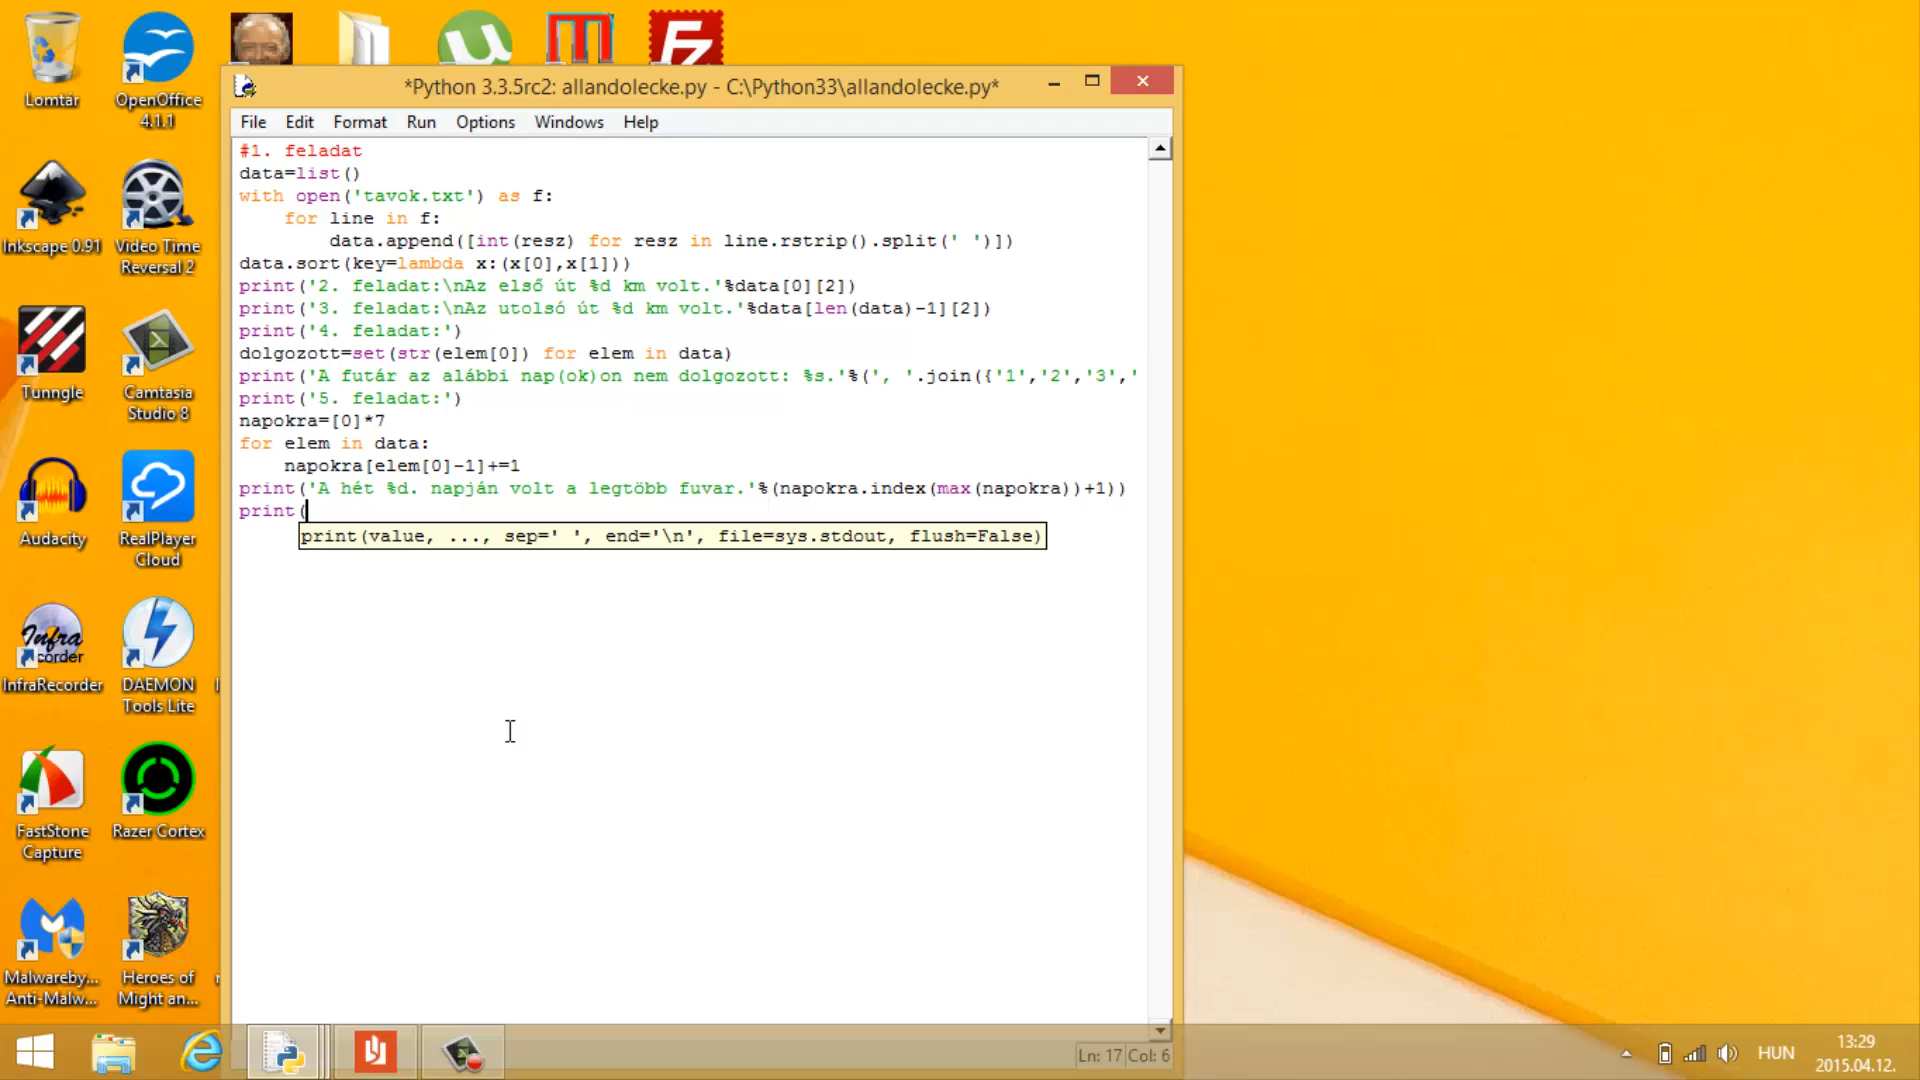 *Python 3.3.5rc2: allandolecke.py - C:\Python33\allandolecke.py*
File Edit Format Run Options Windows Help
#1. feladat
data=list()
with open('tavok.txt') as f:
    for line in f:
        data.append([int(resz) for resz in line.rstrip().split(' ')])
data.sort(key=lambda x:(x[0],x[1]))
print('2. feladat:\nAz első út %d km volt.'%data[0][2])
print('3. feladat:\nAz utolsó út %d km volt.'%data[len(data)-1][2])
print('4. feladat:')
dolgozott=set(str(elem[0]) for elem in data)
print('A futár az alábbi nap(ok)on nem dolgozott: %s.'%(', '.join({'1','2','3','
print('5. feladat:')
napokra=[0]*7
for elem in data:
    napokra[elem[0]-1]+=1
print('A hét %d. napján volt a legtöbb fuvar.'%(napokra.index(max(napokra))+1))
print(
print(value, ..., sep=' ', end='\n', file=sys.stdout, flush=False)
Ln: 17 Col: 6
Lomtár
OpenOffice 4.1.1
Inkscape 0.91
Video Time Reversal 2
Tunngle
Camtasia Studio 8
Audacity
RealPlayer Cloud
Infra
corder
InfraRecorder
DAEMON Tools Lite
FastStone Capture
Razer Cortex
Malwareby... Anti-Malw...
Heroes of Might an...
HUN
13:29
2015.04.12.